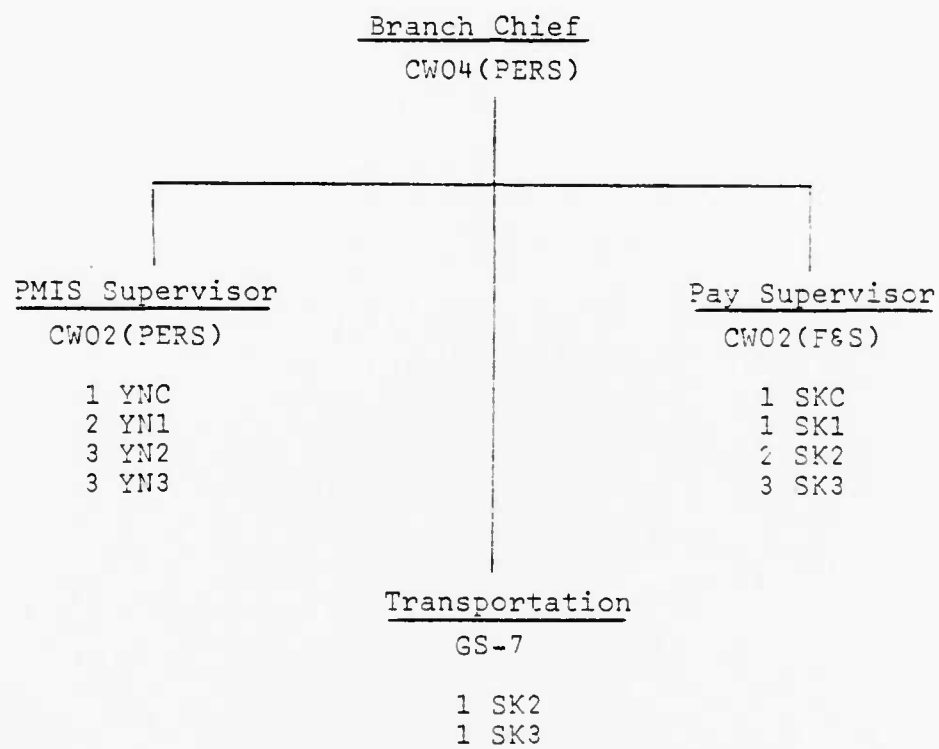 Branch Chief
CWO4(PERS)
PMIS Supervisor
CWO2(PERS)
1 YNC
2 YN1
3 YN2
3 YN3
Pay Supervisor
CWO2(F&S)
1 SKC
1 SK1
2 SK2
3 SK3
Transportation
GS-7
1 SK2
1 SK3